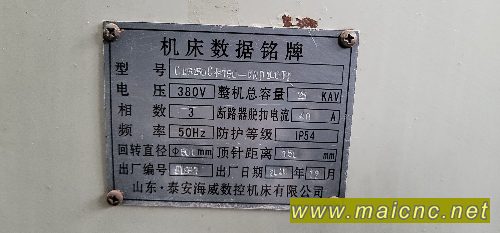 机床数据铭牌
型号
电压 380V 整机总容量 KAV
相数 3 断路器脱扣电流 A
频率 50Hz 防护等级 IP54
回转直径 mm 顶针距离 mm
出厂编号 出厂日期 年 月
山东·泰安海威数控机床有限公司
www.maicnc.net